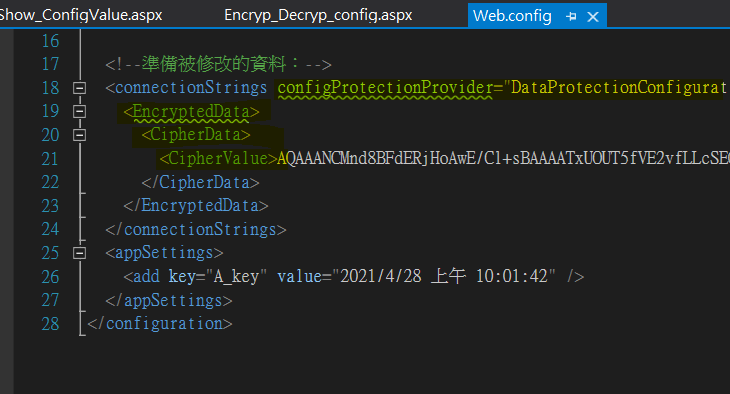 Show_ConfigValue.aspx Encryp_Decryp_config.aspx Web.config
16
17 <!--準備被修改的資料：-->
18 <connectionStrings configProtectionProvider="DataProtectionConfigurat
19 <EncryptedData>
20 <CipherData>
21 <CipherValue>AQAAANCMnd8BFdERjHoAwE/Cl+sBAAAATxUOUT5fVE2vfLLcSE
22 </CipherData>
23 </EncryptedData>
24 </connectionStrings>
25 <appSettings>
26 <add key="A_key" value="2021/4/28 上午 10:01:42" />
27 </appSettings>
28 </configuration>